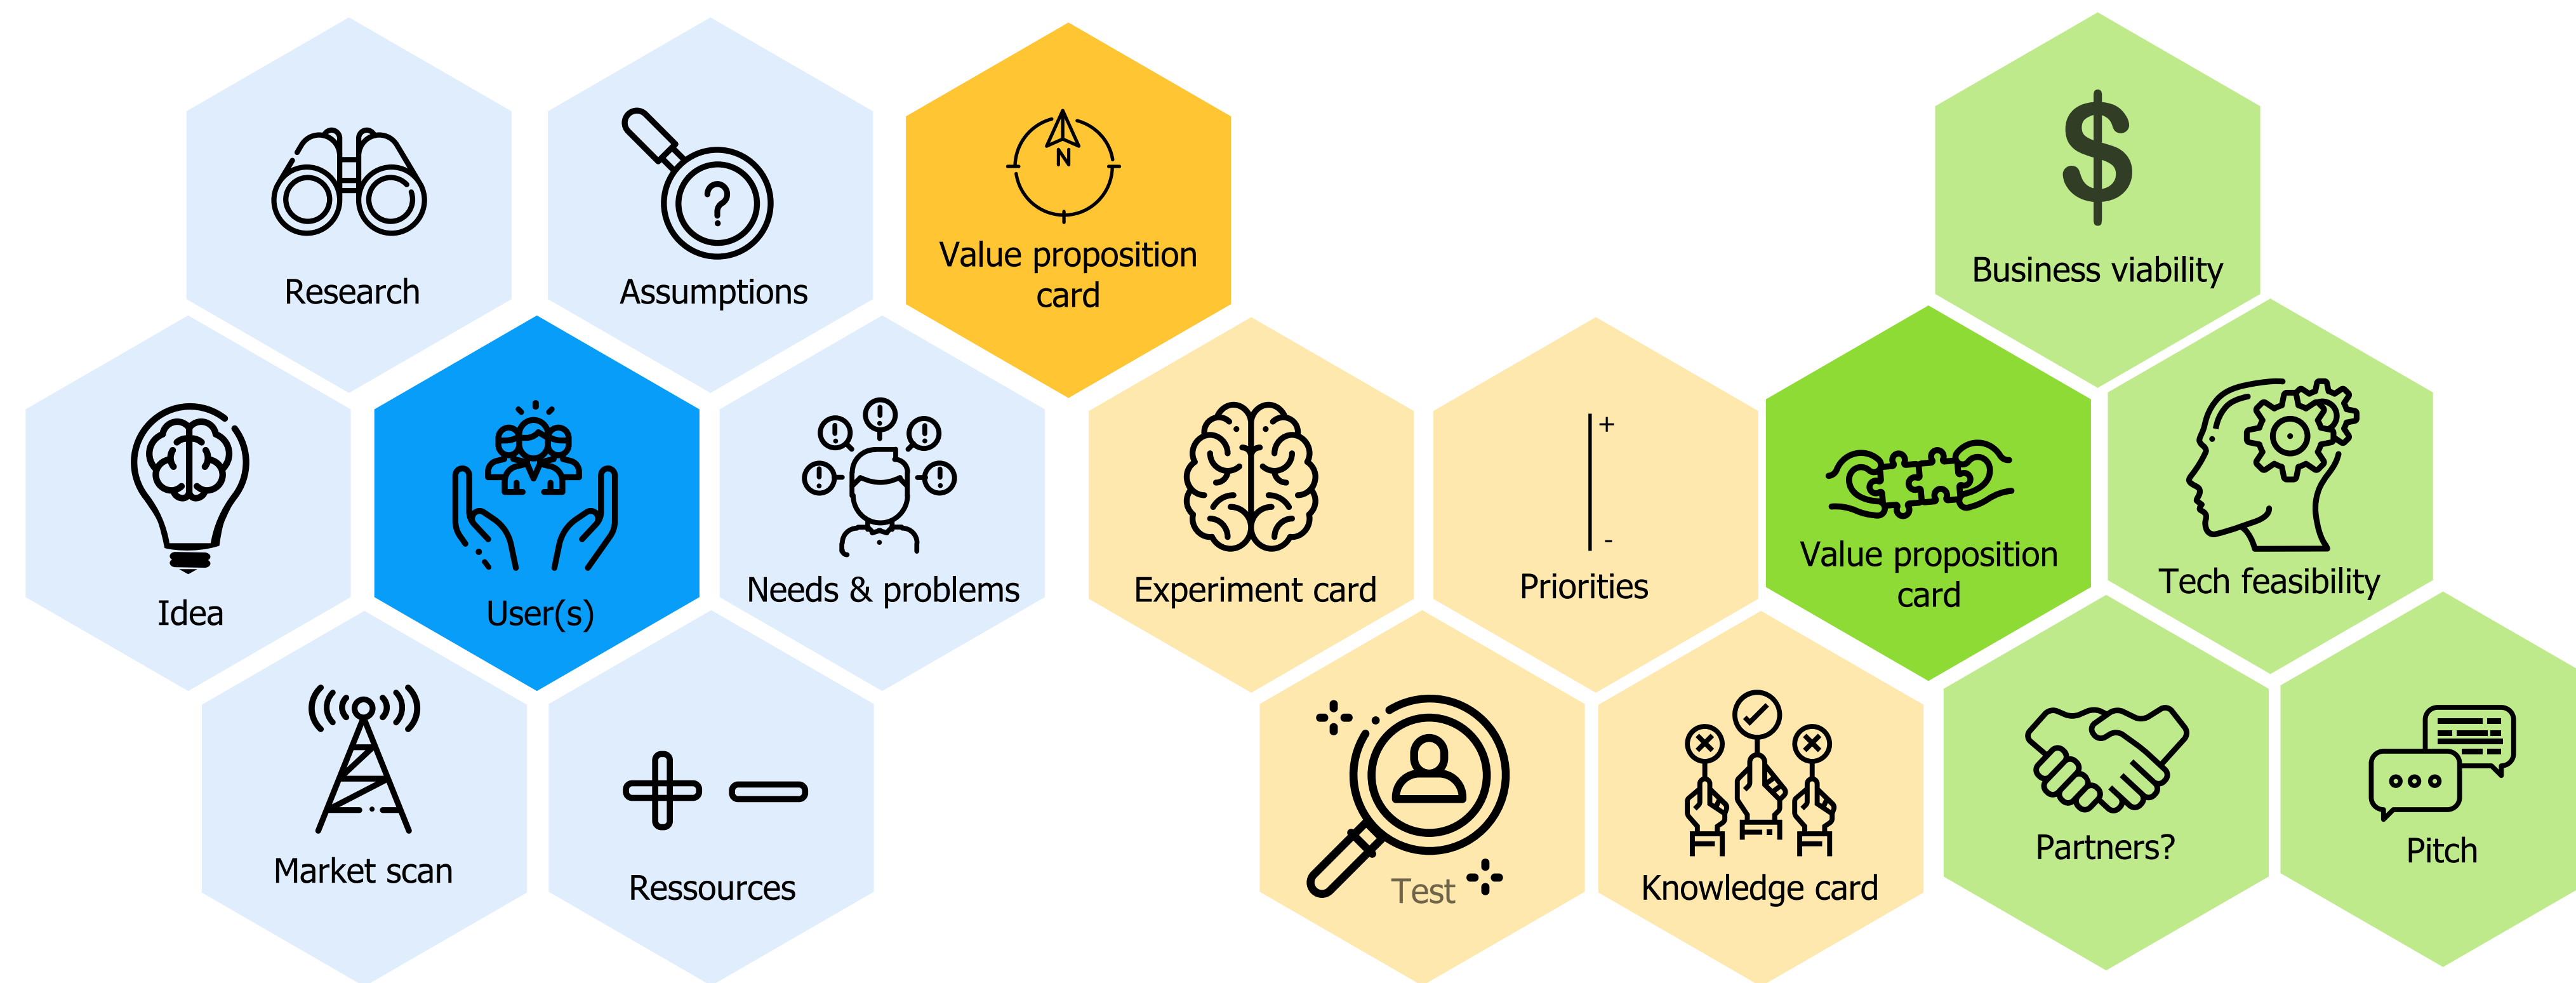 Research
Assumptions
?
N
Value proposition
card
$
Business viability
Idea
User(s)
! ! ! ! !
Needs & problems
Experiment card
+
-
Priorities
Value proposition
card
Tech feasibility
Market scan
+ -
Ressources
Test
Knowledge card
Partners?
Pitch